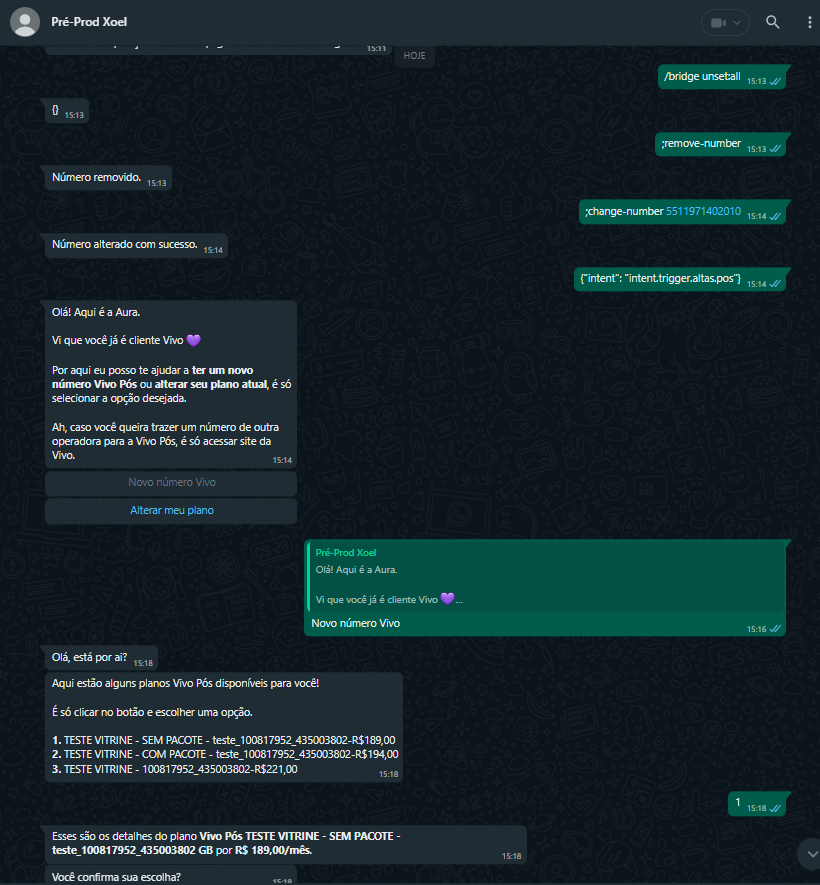 Pré-Prod Xoel
15:11
HOJE
/bridge unset:all 15:13
{} 15:13
;remove-number 15:13
Número removido. 15:13
;change-number 5511971402010 15:14
Número alterado com sucesso. 15:14
{"intent": "intent.trigger.altas.pos"} 15:14
Olá! Aqui é a Aura.
Vi que você já é cliente Vivo 💜
Por aqui eu posso te ajudar a ter um novo
número Vivo Pós ou alterar seu plano atual, é só
selecionar a opção desejada.
Ah, caso você queira trazer um número de outra
operadora para a Vivo Pós, é só acessar site da
Vivo.
15:14
Novo número Vivo
Alterar meu plano
Pré-Prod Xoel
Olá! Aqui é a Aura.
Vi que você já é cliente Vivo 💜...
Novo número Vivo
15:16
Olá, está por ai? 15:18
Aqui estão alguns planos Vivo Pós disponíveis para você!
É só clicar no botão e escolher uma opção.
1. TESTE VITRINE - SEM PACOTE - teste_100817952_435003802-R$189,00
2. TESTE VITRINE - COM PACOTE - teste_100817952_435003802-R$194,00
3. TESTE VITRINE - 100817952_435003802-R$221,00
15:18
1 15:18
Esses são os detalhes do plano Vivo Pós TESTE VITRINE - SEM PACOTE -
teste_100817952_435003802 GB por R$ 189,00/mês.
15:18
Você confirma sua escolha?
15:18